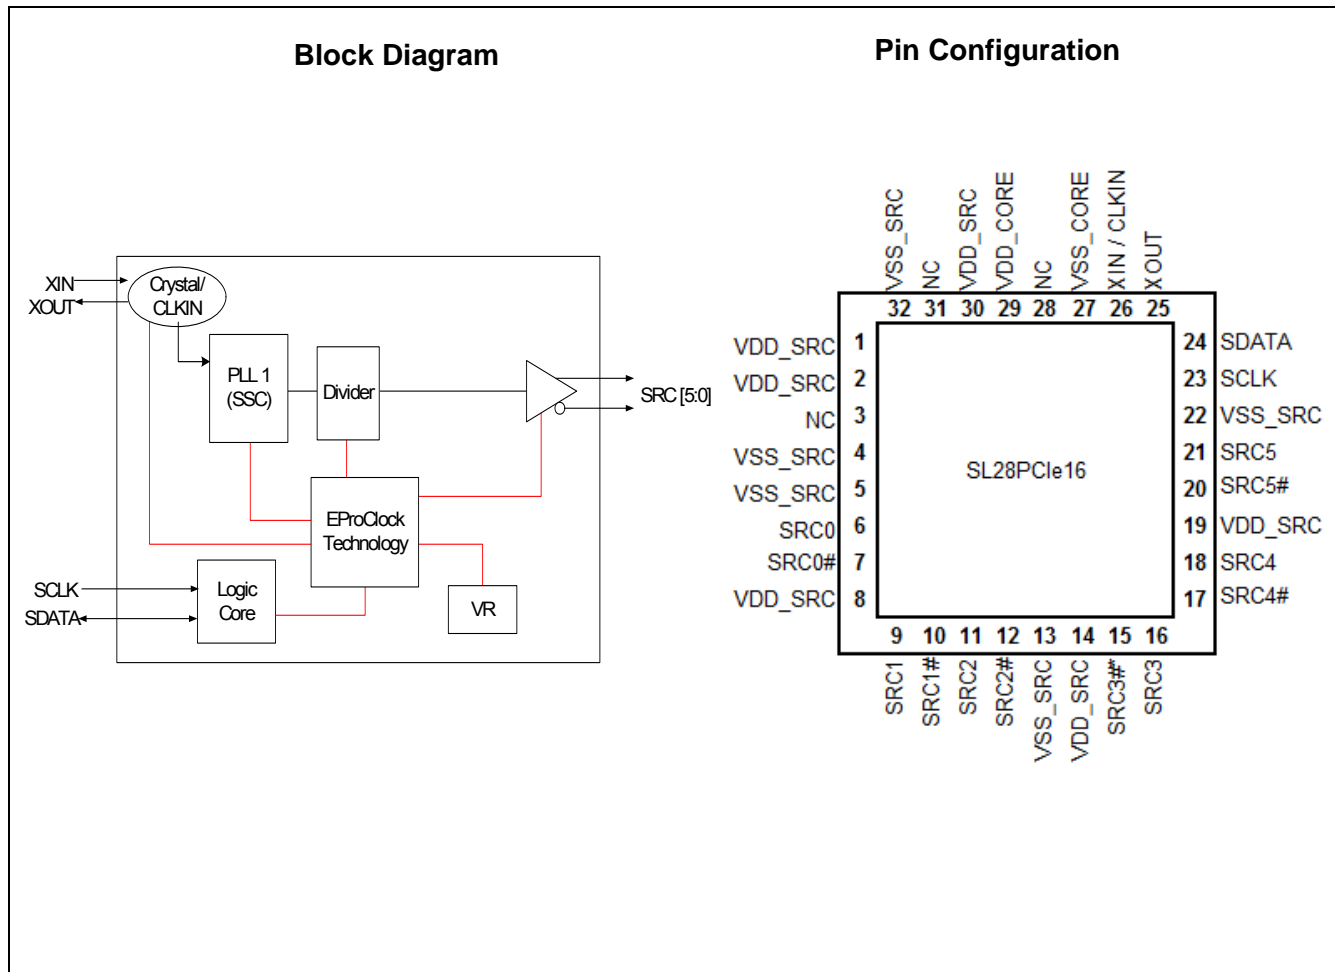 Block Diagram
XIN
XOUT
Crystal/
CLKIN
PLL 1
(SSC)
Divider
SRC [5:0]
EProClock
Technology
SCLK
SDATA
Logic
Core
VR
Pin Configuration
VSS_SRC
NC
VDD_SRC
VDD_CORE
NC
VSS_CORE
XIN / CLKIN
XOUT
32 31 30 29 28 27 26 25
VDD_SRC 1
VDD_SRC 2
NC 3
VSS_SRC 4
VSS_SRC 5
SRC0 6
SRC0# 7
VDD_SRC 8
SL28PCIe16
24 SDATA
23 SCLK
22 VSS_SRC
21 SRC5
20 SRC5#
19 VDD_SRC
18 SRC4
17 SRC4#
9 10 11 12 13 14 15 16
SRC1
SRC1#
SRC2
SRC2#
VSS_SRC
VDD_SRC
SRC3#*
SRC3